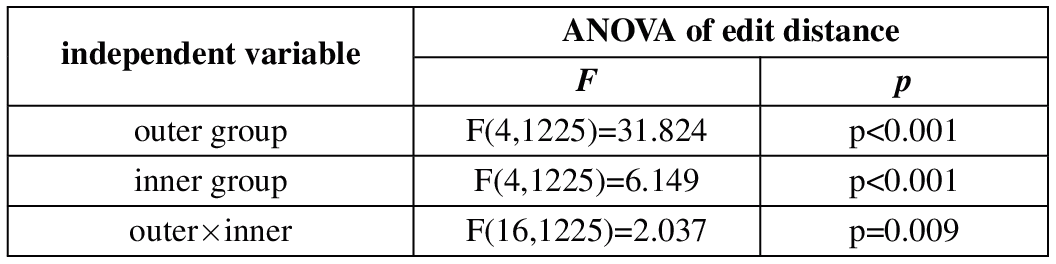 independent variable ANOVA of edit distance
F p
outer group F(4,1225)=31.824 p<0.001
inner group F(4,1225)=6.149 p<0.001
outer×inner F(16,1225)=2.037 p=0.009